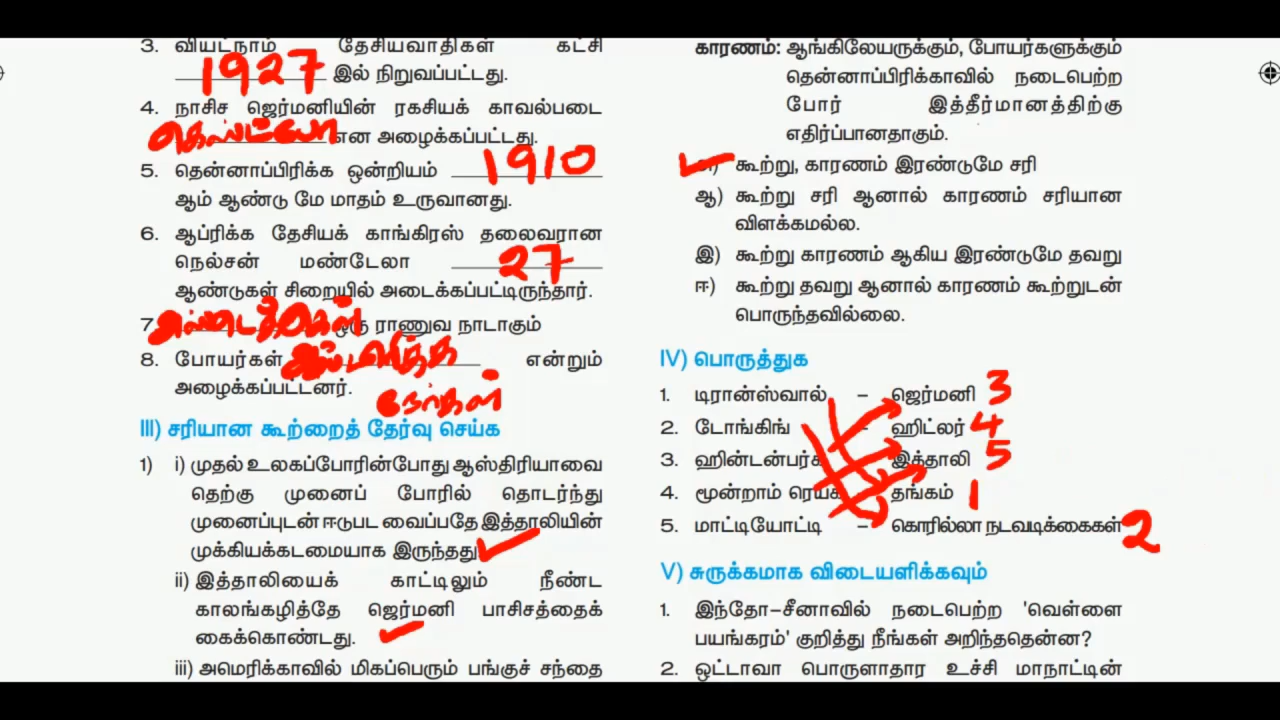 3. வியட்நாம் தேசியவாதிகள் கட்சி
1927 இல் நிறுவப்பட்டது.
4. நாசிச ஜெர்மனியின் ரகசியக் காவல்படை
கெஸ்டபோ என அழைக்கப்பட்டது.
5. தென்னாப்பிரிக்க ஒன்றியம் 1910
ஆம் ஆண்டு மே மாதம் உருவானது.
6. ஆப்ரிக்க தேசியக் காங்கிரஸ் தலைவரான
நெல்சன் மண்டேலா 27
ஆண்டுகள் சிறையில் அடைக்கப்பட்டிருந்தார்.
7. ஒரு ராணுவ நாடாகும்
8. போயர்கள் என்றும்
அழைக்கப்பட்டனர்.
III) சரியான கூற்றைத் தேர்வு செய்க
1) i) முதல் உலகப்போரின்போது ஆஸ்திரியாவை
தெற்கு முனைப் போரில் தொடர்ந்து
முனைப்புடன் ஈடுபட வைப்பதே இத்தாலியின்
முக்கியக்கடமையாக இருந்தது
ii) இத்தாலியைக் காட்டிலும் நீண்ட
காலங்கழித்தே ஜெர்மனி பாசிசத்தைக்
கைக்கொண்டது.
iii) அமெரிக்காவில் மிகப்பெரும் பங்குச் சந்தை
காரணம்: ஆங்கிலேயருக்கும், போயர்களுக்கும்
தென்னாப்பிரிக்காவில் நடைபெற்ற
போர் இத்தீர்மானத்திற்கு
எதிர்ப்பானதாகும்.
அ) கூற்று, காரணம் இரண்டுமே சரி
ஆ) கூற்று சரி ஆனால் காரணம் சரியான
விளக்கமல்ல.
இ) கூற்று காரணம் ஆகிய இரண்டுமே தவறு
ஈ) கூற்று தவறு ஆனால் காரணம் கூற்றுடன்
பொருந்தவில்லை.
IV) பொருத்துக
1. டிரான்ஸ்வால் – ஜெர்மனி 3
2. டோங்கிங் – ஹிட்லர் 4
3. ஹின்டன்பர்க் இத்தாலி 5
4. மூன்றாம் ரெய்க் தங்கம் 1
5. மாட்டியோட்டி – கொரில்லா நடவடிக்கைகள் 2
V) சுருக்கமாக விடையளிக்கவும்
1. இந்தோ–சீனாவில் நடைபெற்ற 'வெள்ளை
பயங்கரம்' குறித்து நீங்கள் அறிந்ததென்ன?
2. ஒட்டாவா பொருளாதார உச்சி மாநாட்டின்